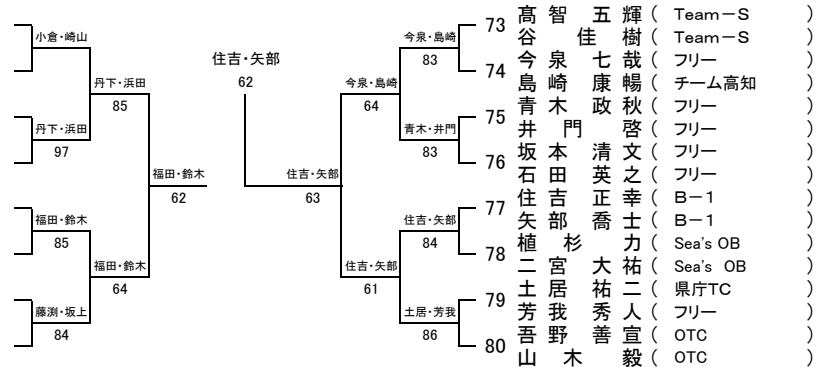 小倉・崎山
丹下・浜田
85
丹下・浜田
97
福田・鈴木
62
福田・鈴木
85
福田・鈴木
64
藤渕・坂上
84
住吉・矢部
62
今泉・島崎
83
今泉・島崎
64
青木・井門
83
住吉・矢部
63
住吉・矢部
84
住吉・矢部
61
土居・芳我
86
73 髙智 五輝 ( Team-S )
谷 佳樹 ( Team-S )
74 今泉 七哉 ( フリー )
島崎 康暢 ( チーム高知 )
75 青木 政秋 ( フリー )
井門 啓 ( フリー )
76 坂本 清文 ( フリー )
石田 英之 ( フリー )
77 住吉 正幸 ( B-1 )
矢部 喬士 ( B-1 )
78 植杉 力 ( Sea's OB )
二宮 大祐 ( Sea's OB )
79 土居 祐二 ( 県庁TC )
芳我 秀人 ( フリー )
80 吾野 善宣 ( OTC )
山木 毅 ( OTC )